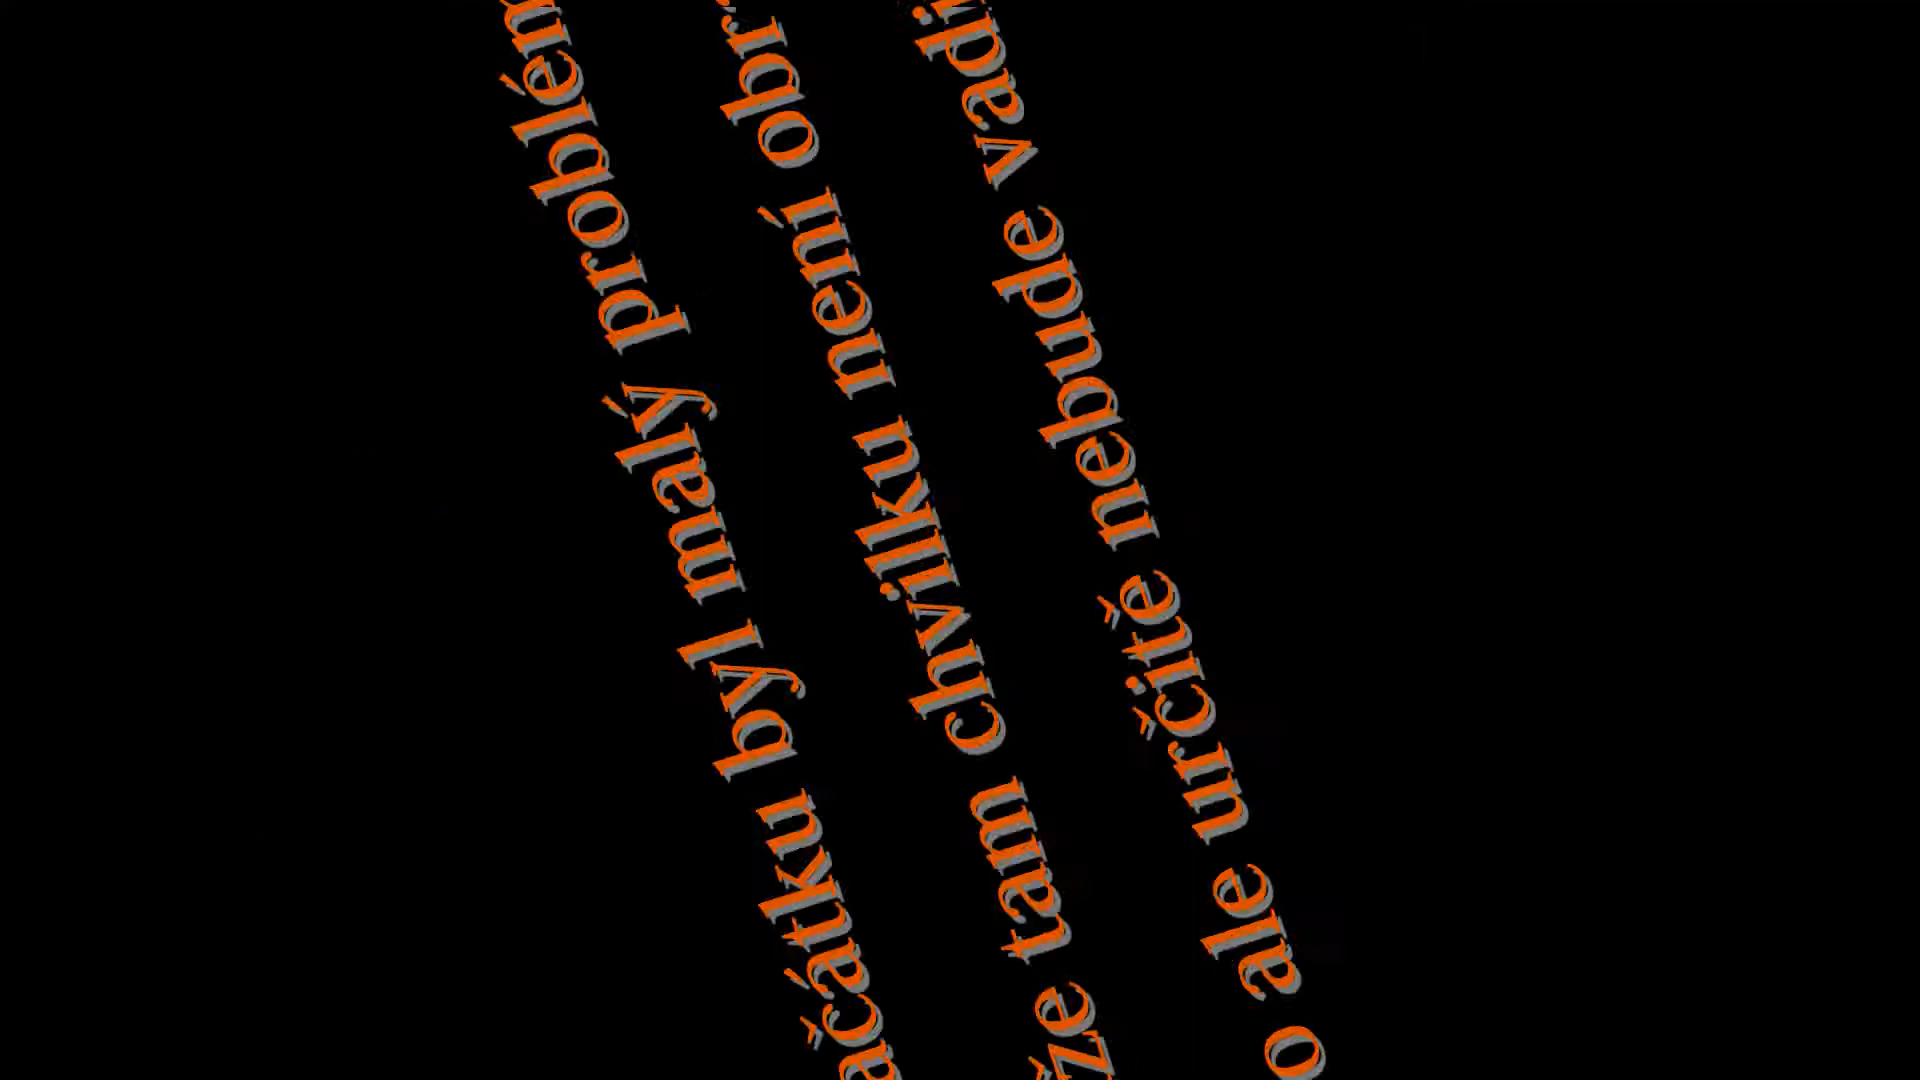 ačátku byl malý problém
že tam chvilku není obr
o ale určitě nebude vadi